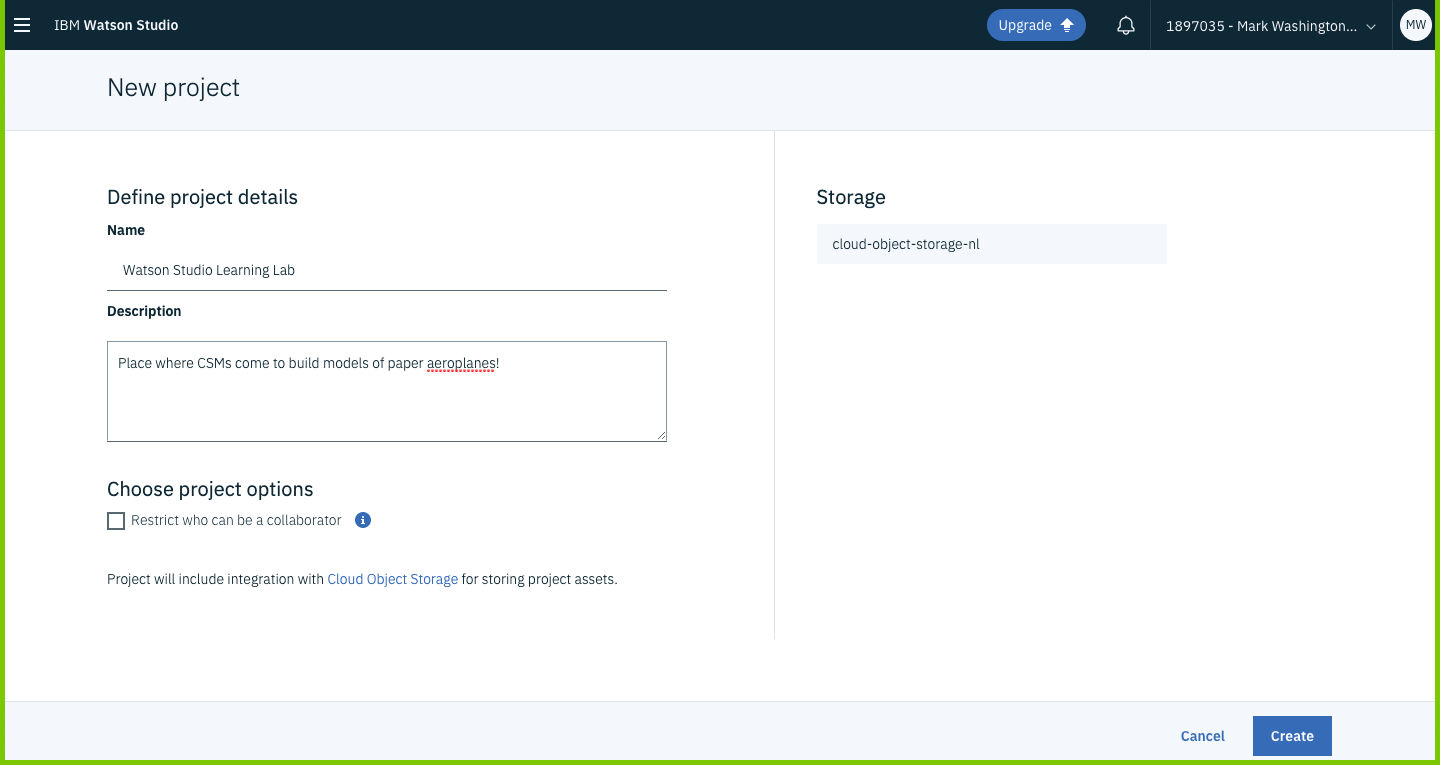 IBM Watson Studio
Upgrade
1897035 - Mark Washington...
MW
New project
Define project details
Name
Watson Studio Learning Lab
Description
Place where CSMs come to build models of paper aeroplanes!
Choose project options
Restrict who can be a collaborator
Project will include integration with Cloud Object Storage for storing project assets.
Storage
cloud-object-storage-nl
Cancel
Create